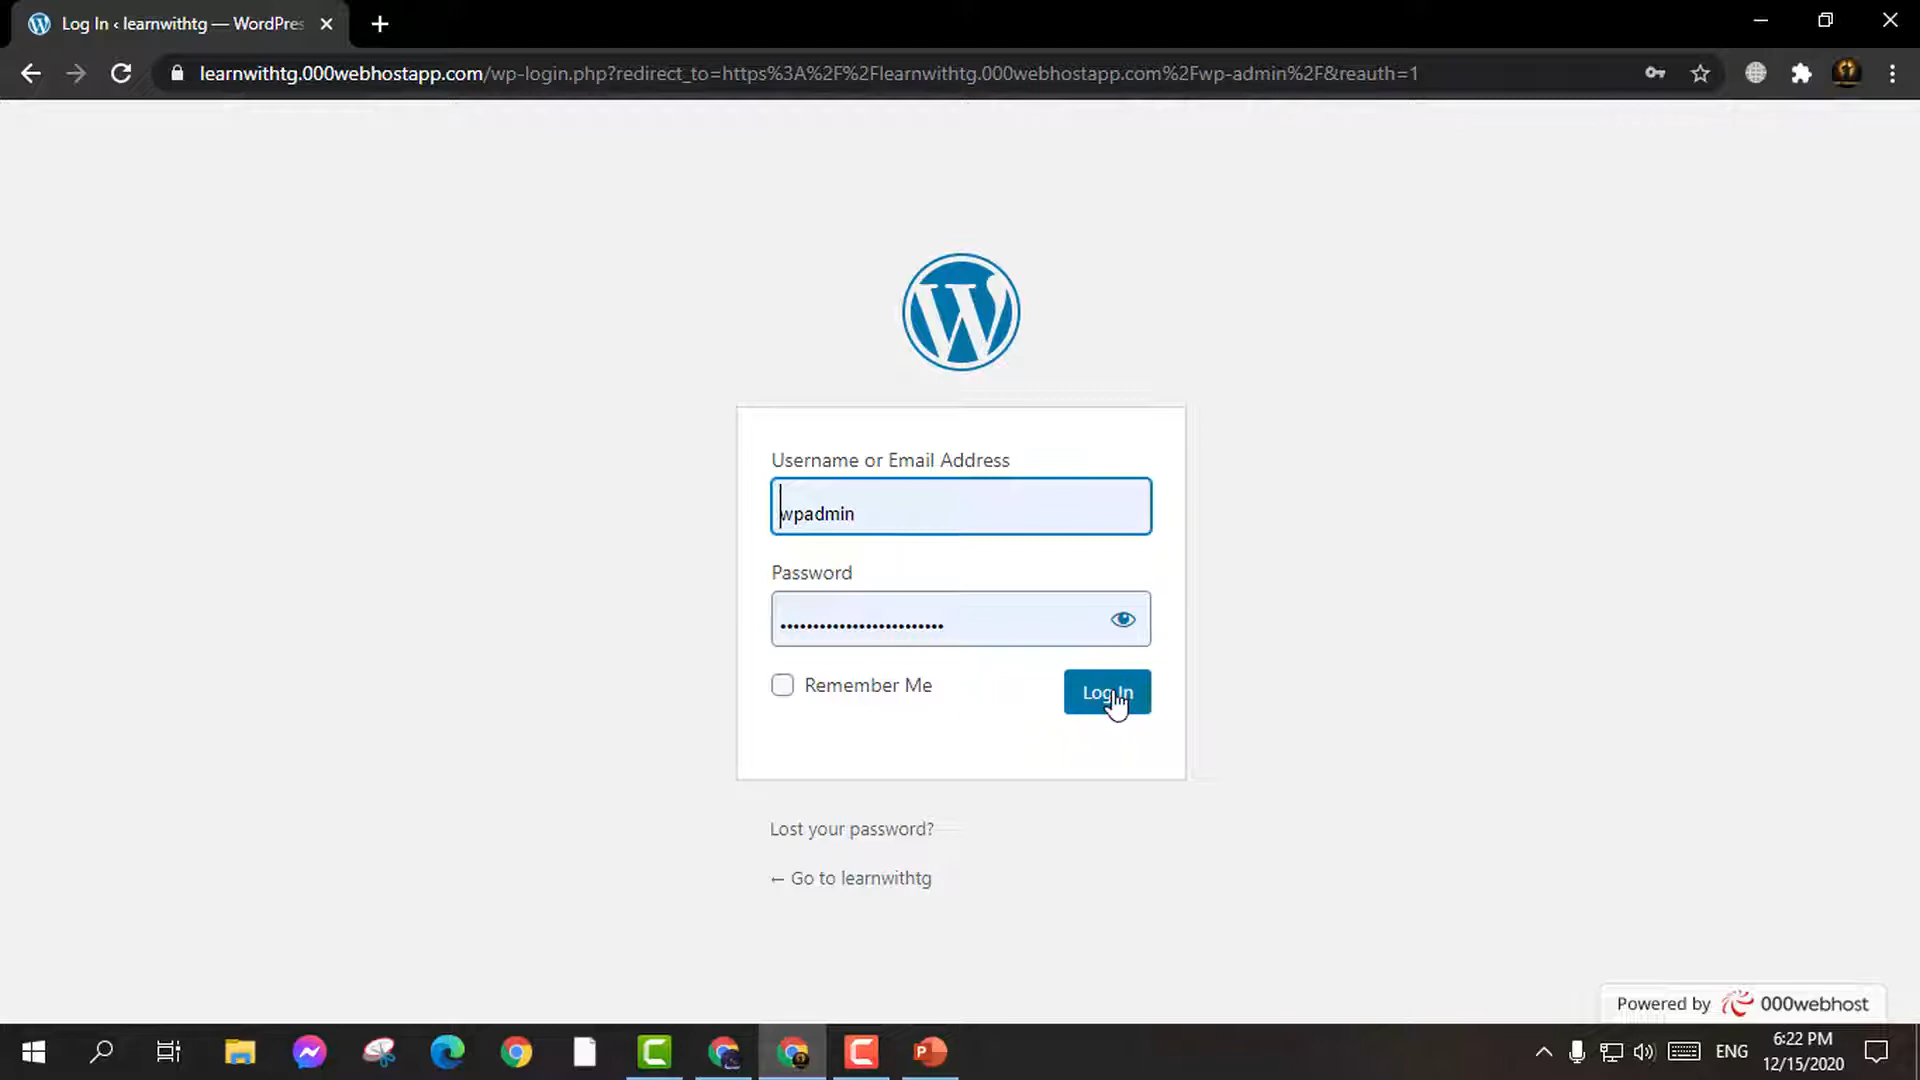 Log In ‹ learnwithtg — WordPres
learnwithtg.000webhostapp.com/wp-login.php?redirect_to=https%3A%2F%2Flearnwithtg.000webhostapp.com%2Fwp-admin%2F&reauth=1
Username or Email Address
wpadmin
Password
Remember Me
Log In
Lost your password?
← Go to learnwithtg
Powered by 000webhost
ENG
6:22 PM
12/15/2020